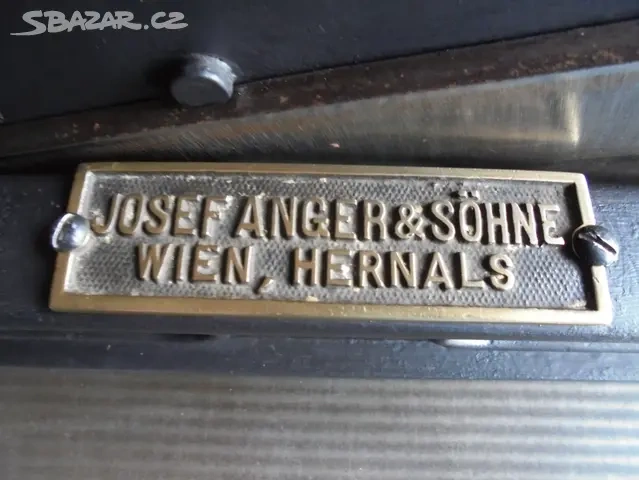 SBAZAR.CZ
JOSEF ANGER & SÖHNE
WIEN, HERNALS